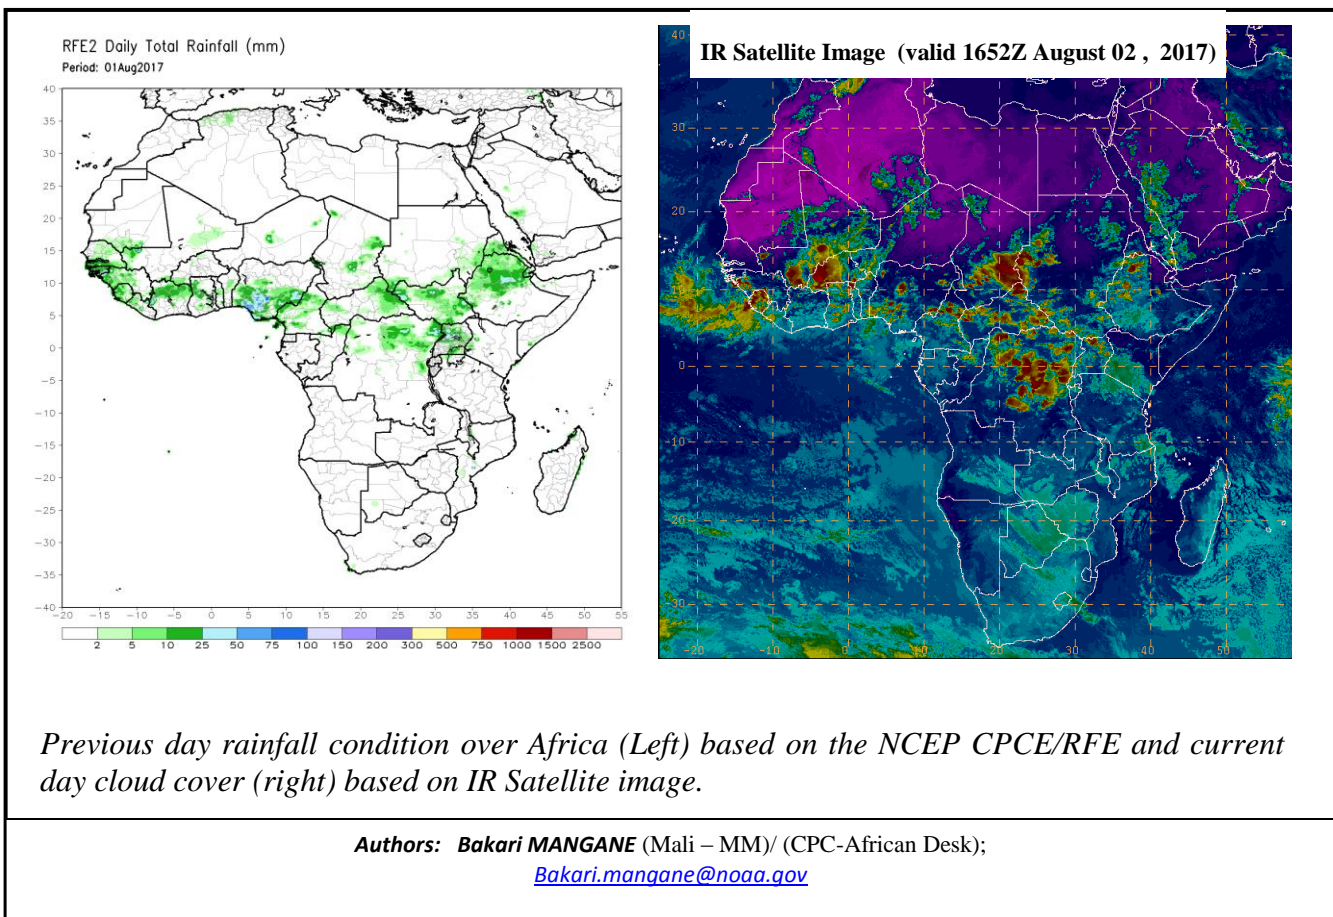 RFE2 Daily Total Rainfall (mm)
Period: 01Aug2017
40
35
30
25
20
15
10
5
0
−5
−10
−15
−20
−25
−30
−35
−40
−20 −15 −10 −5 0 5 10 15 20 25 30 35 40 45 50 55
2 5 10 25 50 75 100 150 200 300 500 750 1000 1500 2500
IR Satellite Image (valid 1652Z August 02 , 2017)
40
30
20
10
0
10
20
30
-20 -10 0 10 20 30 40 50
Previous day rainfall condition over Africa (Left) based on the NCEP CPCE/RFE and current
day cloud cover (right) based on IR Satellite image.
Authors: Bakari MANGANE (Mali – MM)/ (CPC-African Desk);
Bakari.mangane@noaa.gov